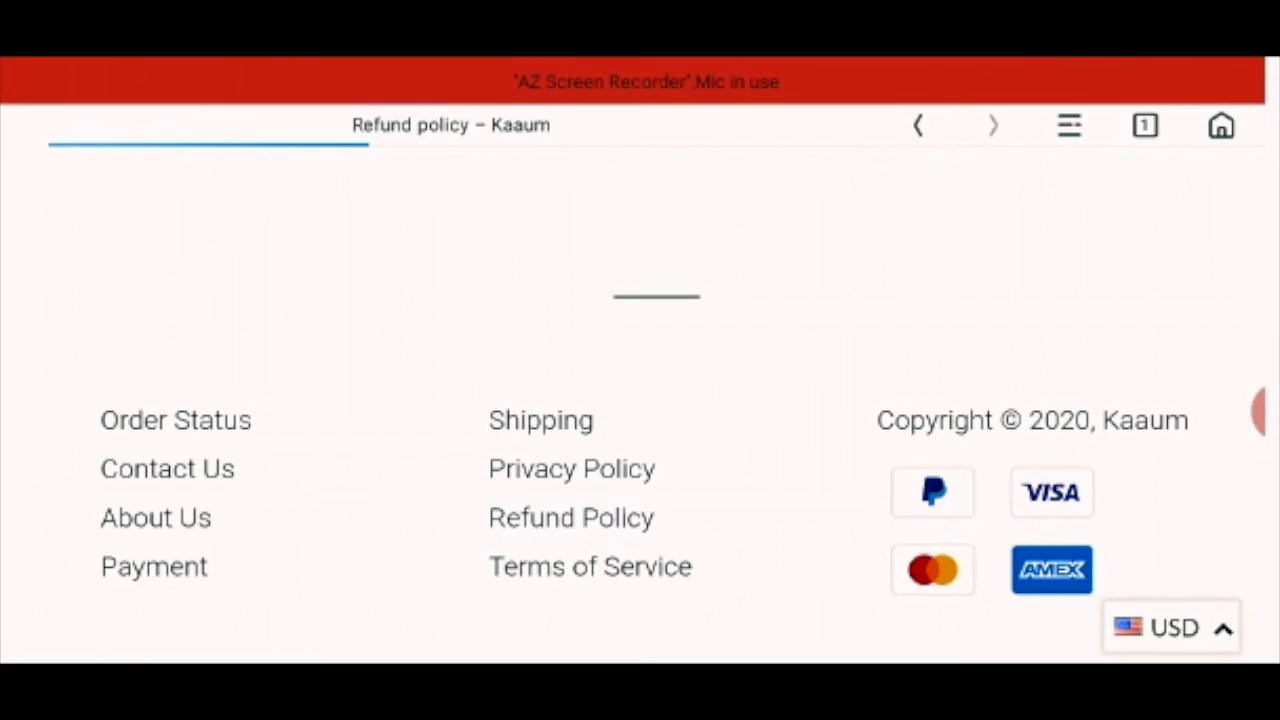 "AZ Screen Recorder",Mic in use
Refund policy – Kaaum
1
Order Status
Contact Us
About Us
Payment
Shipping
Privacy Policy
Refund Policy
Terms of Service
Copyright © 2020, Kaaum
VISA
AMEX
USD